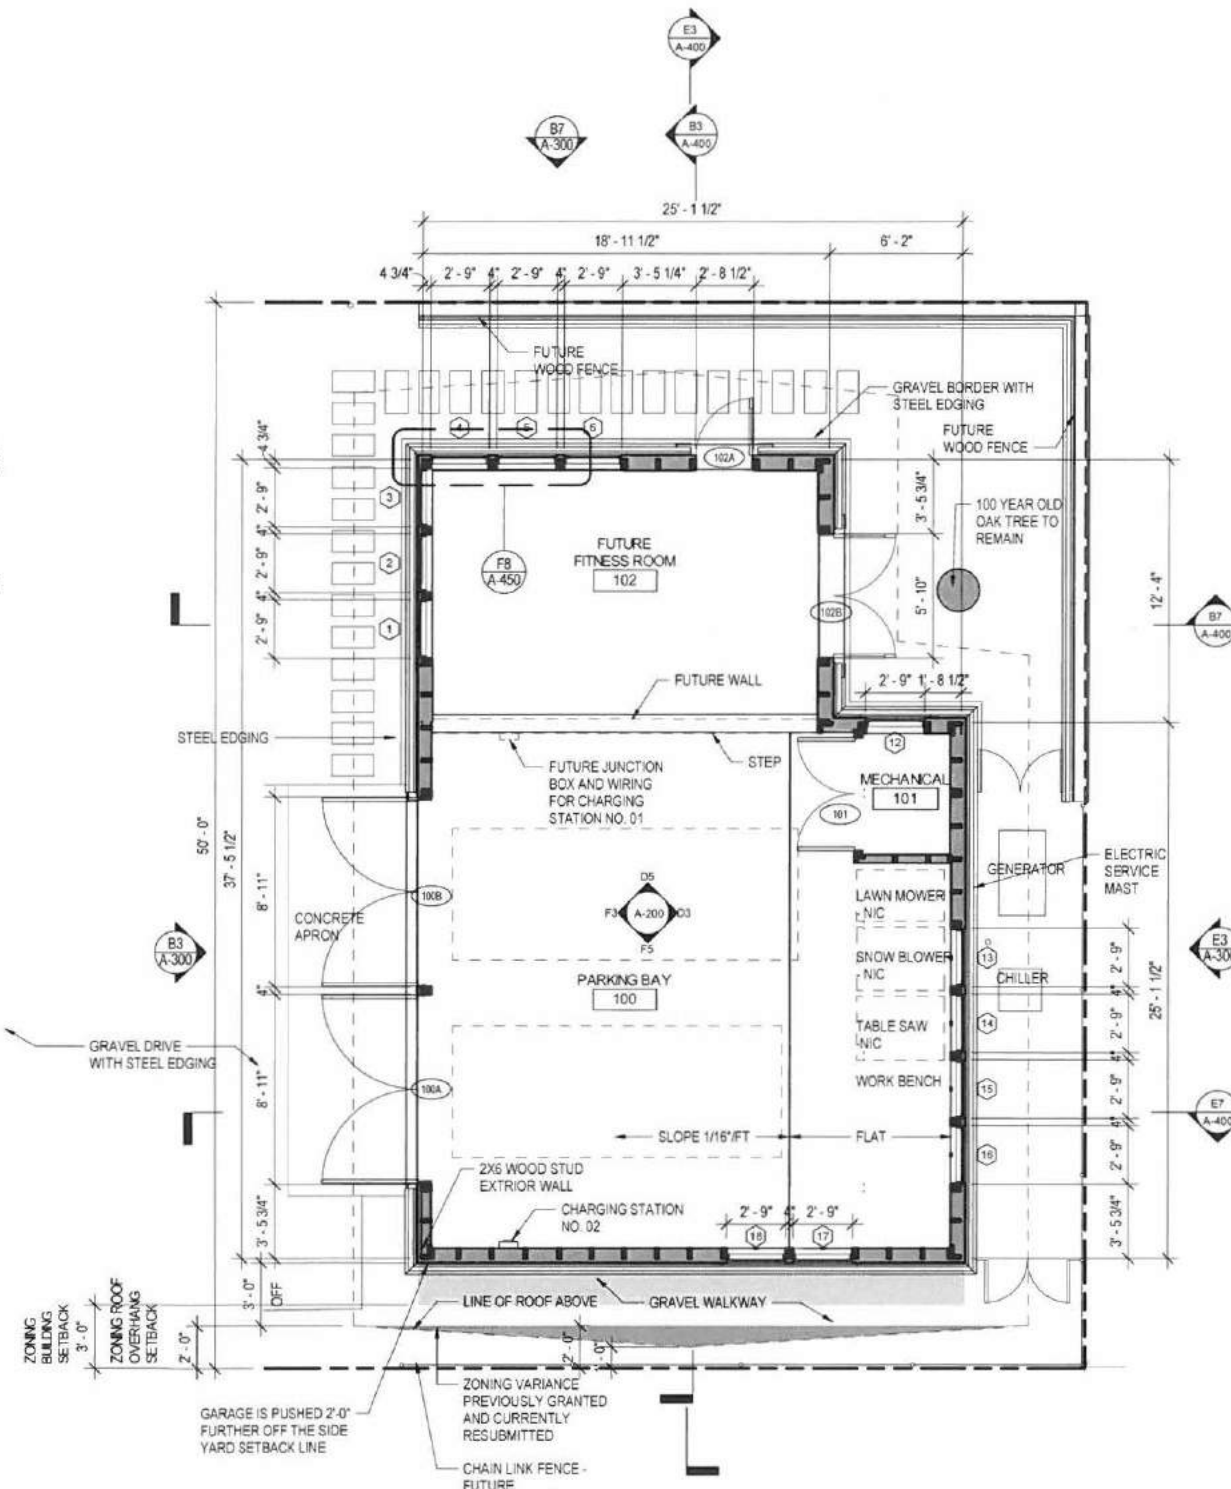 E3
A-400
B7
A-300
B3
A-400
25' - 1 1/2"
18' - 11 1/2"
6' - 2"
4 3/4"
2' - 9"
4"
2' - 9"
4"
2' - 9"
3' - 5 1/4"
2' - 8 1/2"
FUTURE
WOOD FENCE
GRAVEL BORDER WITH
STEEL EDGING
FUTURE
WOOD FENCE
4
5
6
102A
4 3/4"
2' - 9"
4"
2' - 9"
4"
2' - 9"
3
2
1
F8
A-450
FUTURE
FITNESS ROOM
102
3' - 5 3/4"
5' - 10"
102B
100 YEAR OLD
OAK TREE TO
REMAIN
12' - 4"
B7
A-400
FUTURE WALL
2' - 9"
1' - 8 1/2"
STEEL EDGING
STEP
12
FUTURE JUNCTION
BOX AND WIRING
FOR CHARGING
STATION NO. 01
MECHANICAL
101
101
50' - 0"
37' - 5 1/2"
8' - 11"
4"
8' - 11"
3' - 5 3/4"
CONCRETE
APRON
100B
D5
F3
A-200
D3
F5
GENERATOR
ELECTRIC
SERVICE
MAST
LAWN MOWER
- NIC
SNOW BLOWER
- NIC
TABLE SAW
- NIC
WORK BENCH
B3
A-300
PARKING BAY
100
13
CHILLER
14
15
16
2' - 9"
4"
2' - 9"
4"
2' - 9"
4"
2' - 9"
3' - 5 3/4"
25' - 1 1/2"
E3
A-300
E7
A-400
GRAVEL DRIVE
WITH STEEL EDGING
100A
SLOPE 1/16"/FT
FLAT
2X6 WOOD STUD
EXTRIOR WALL
CHARGING STATION
NO. 02
2' - 9"
4"
2' - 9"
18
17
3' - 0"
OFF
LINE OF ROOF ABOVE
GRAVEL WALKWAY
ZONING
BUILDING
SETBACK
3' - 0"
ZONING ROOF
OVERHANG
SETBACK
2' - 0"
2' - 0"
ZONING VARIANCE
PREVIOUSLY GRANTED
AND CURRENTLY
RESUBMITTED
GARAGE IS PUSHED 2'-0"
FURTHER OFF THE SIDE
YARD SETBACK LINE
CHAIN LINK FENCE -
FUTURE